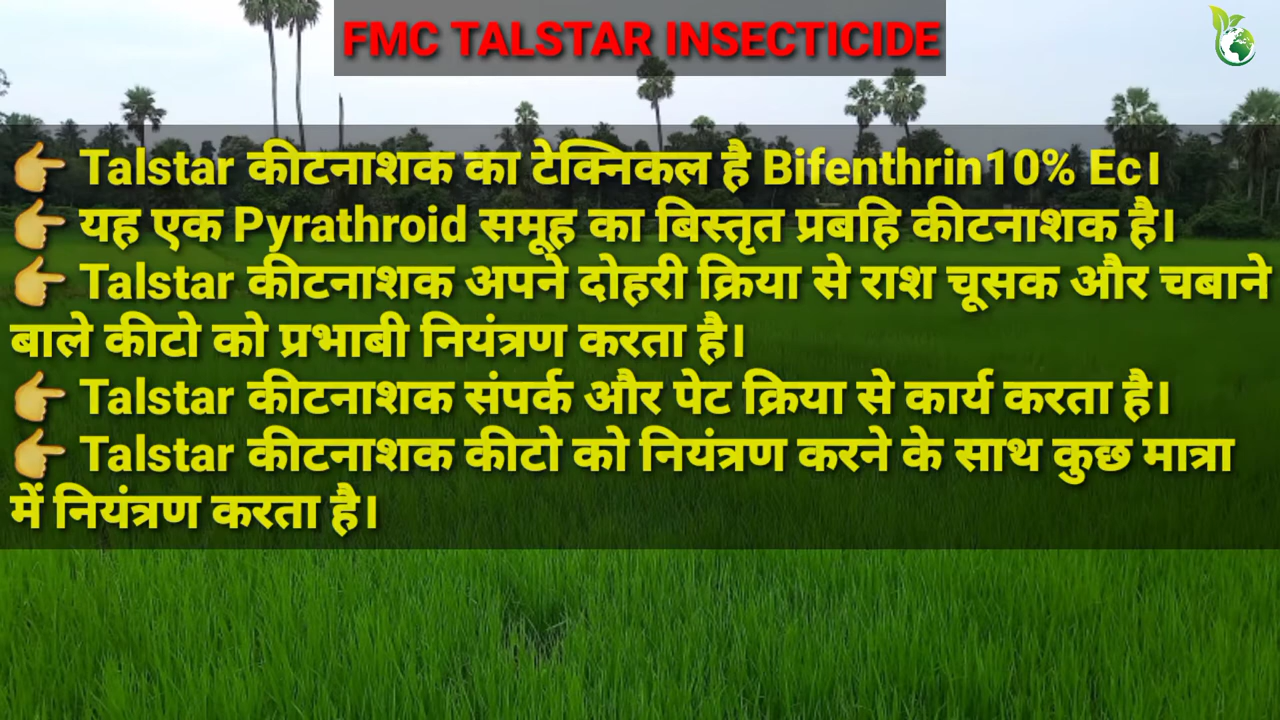 FMC TALSTAR INSECTICIDE
👉 Talstar कीटनाशक का टेक्निकल है Bifenthrin10% Ec।
👉 यह एक Pyrathroid समूह का बिस्तृत प्रबहि कीटनाशक है।
👉 Talstar कीटनाशक अपने दोहरी क्रिया से राश चूसक और चबाने
बाले कीटो को प्रभाबी नियंत्रण करता है।
👉 Talstar कीटनाशक संपर्क और पेट क्रिया से कार्य करता है।
👉 Talstar कीटनाशक कीटो को नियंत्रण करने के साथ कुछ मात्रा
में नियंत्रण करता है।